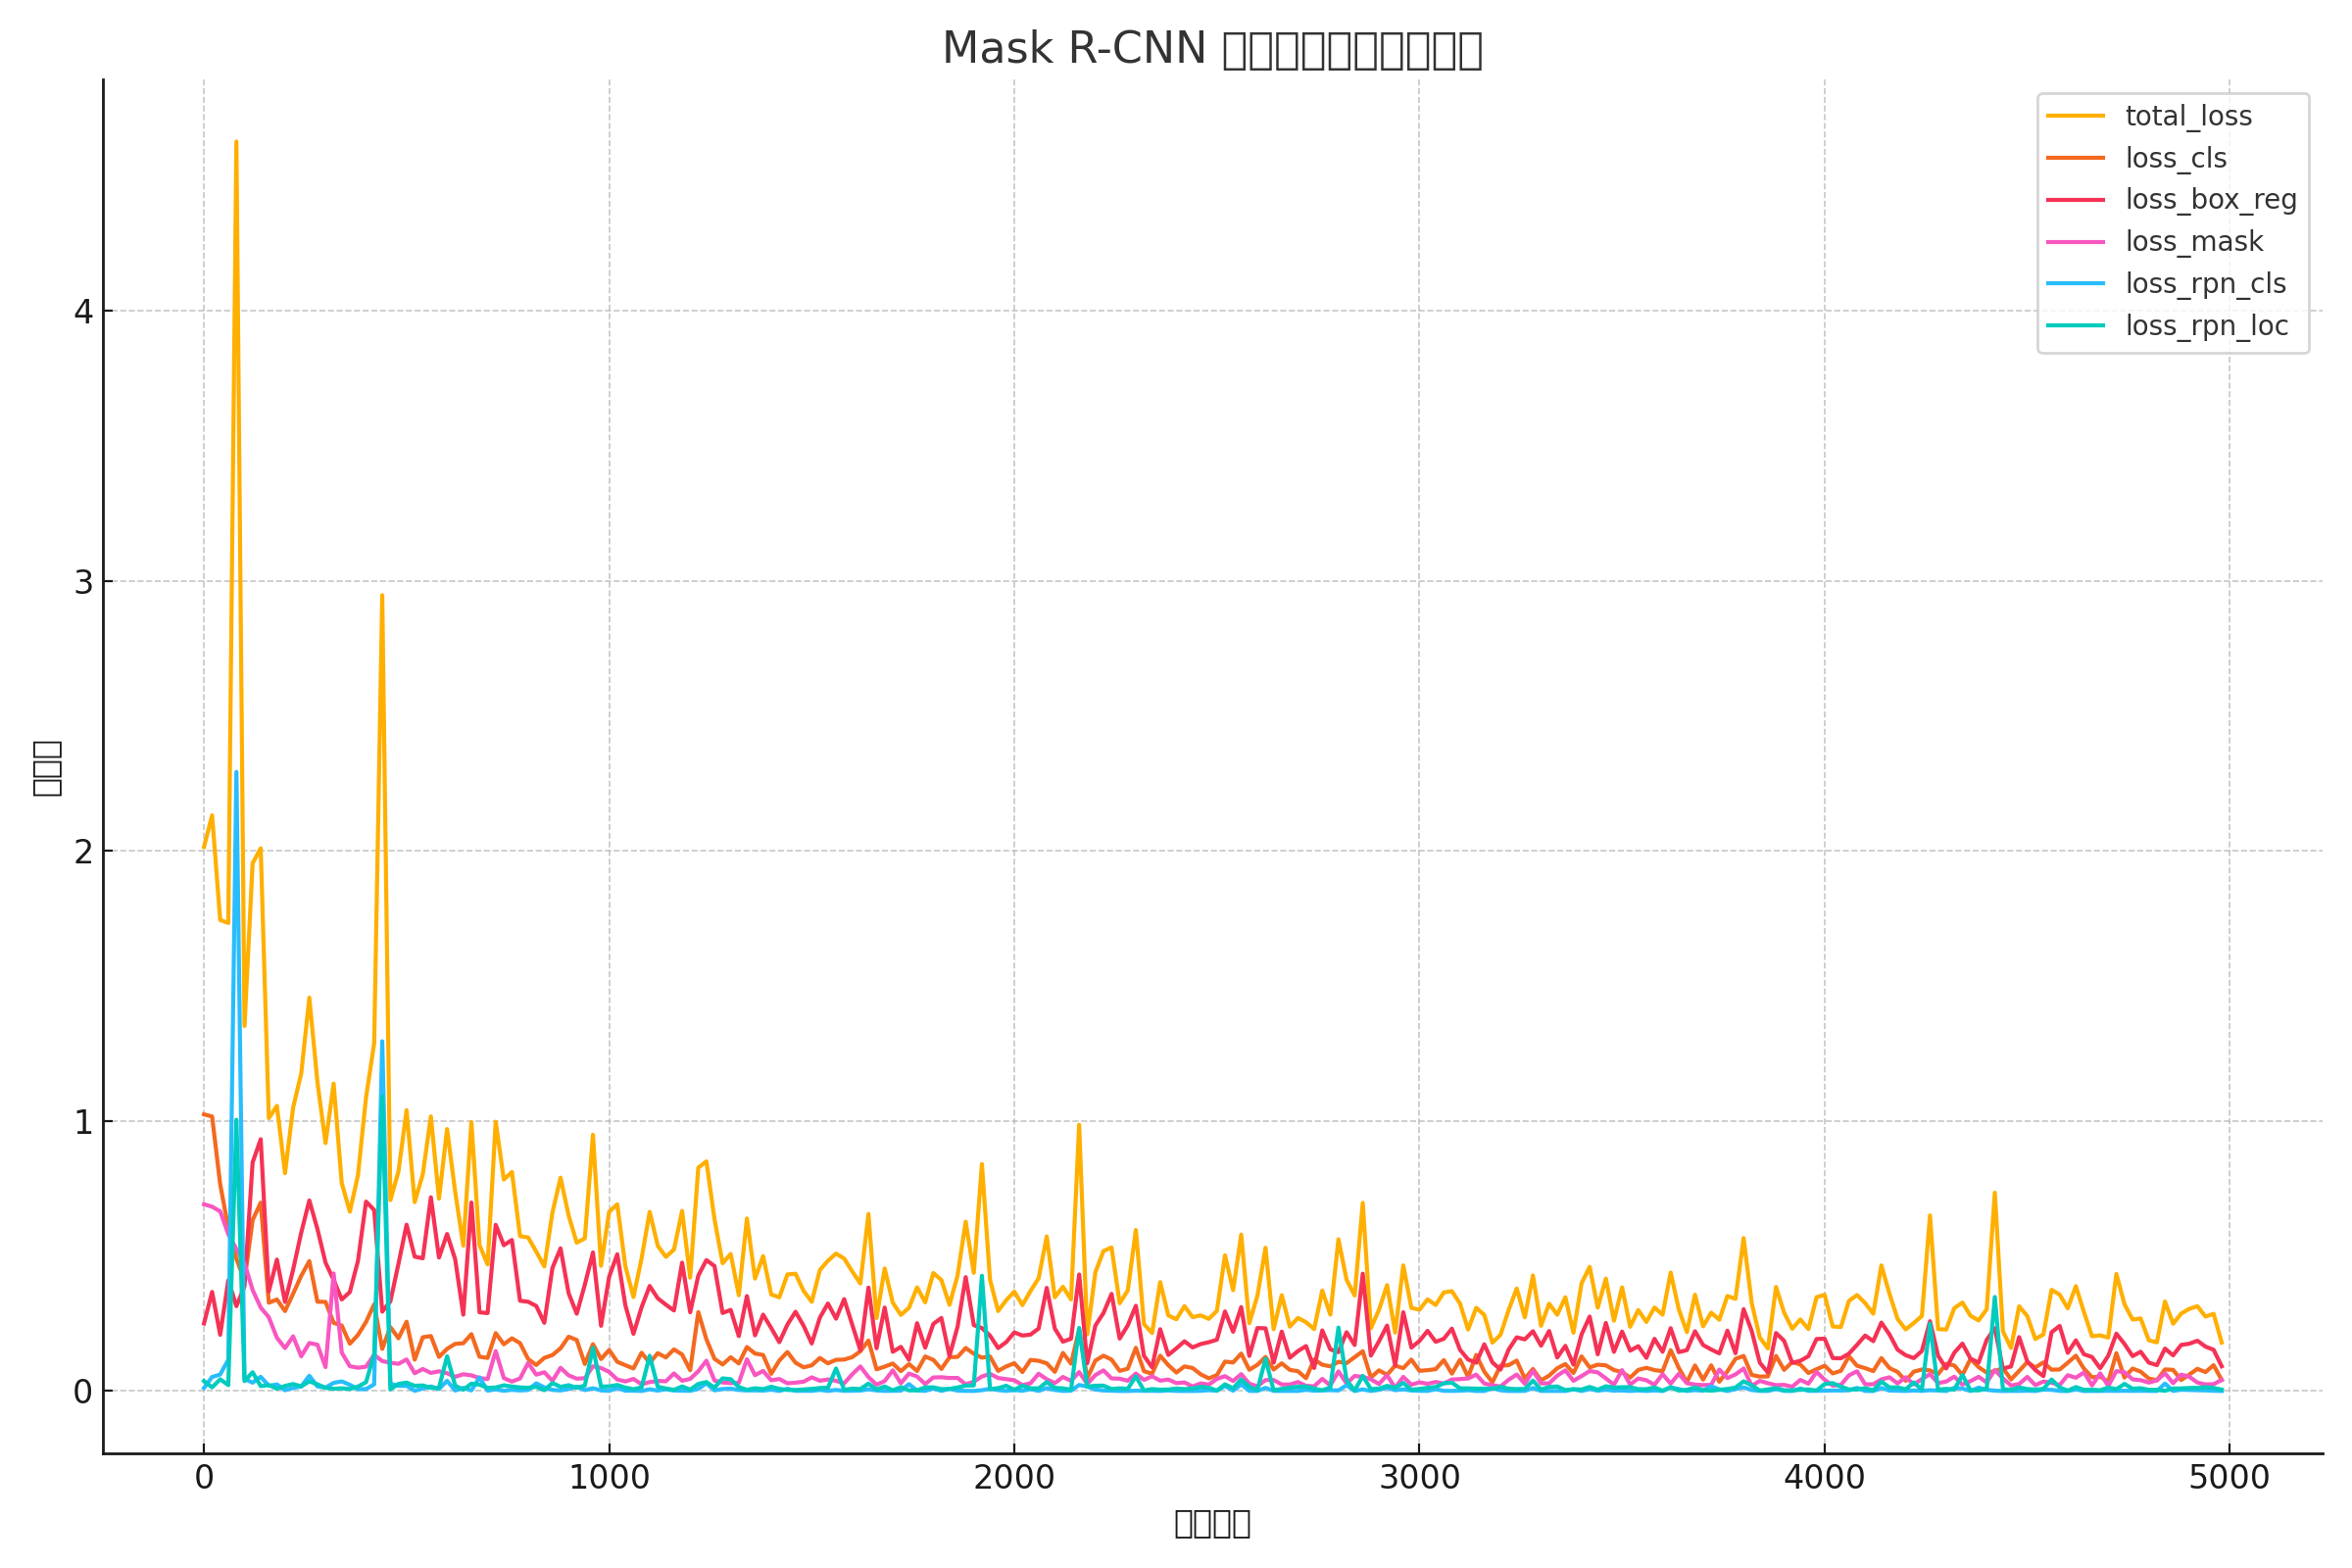 Mask R-CNN
total_loss
loss_cls
loss_box_reg
loss_mask
loss_rpn_cls
loss_rpn_loc
4
3
2
1
0
0 1000 2000 3000 4000 5000